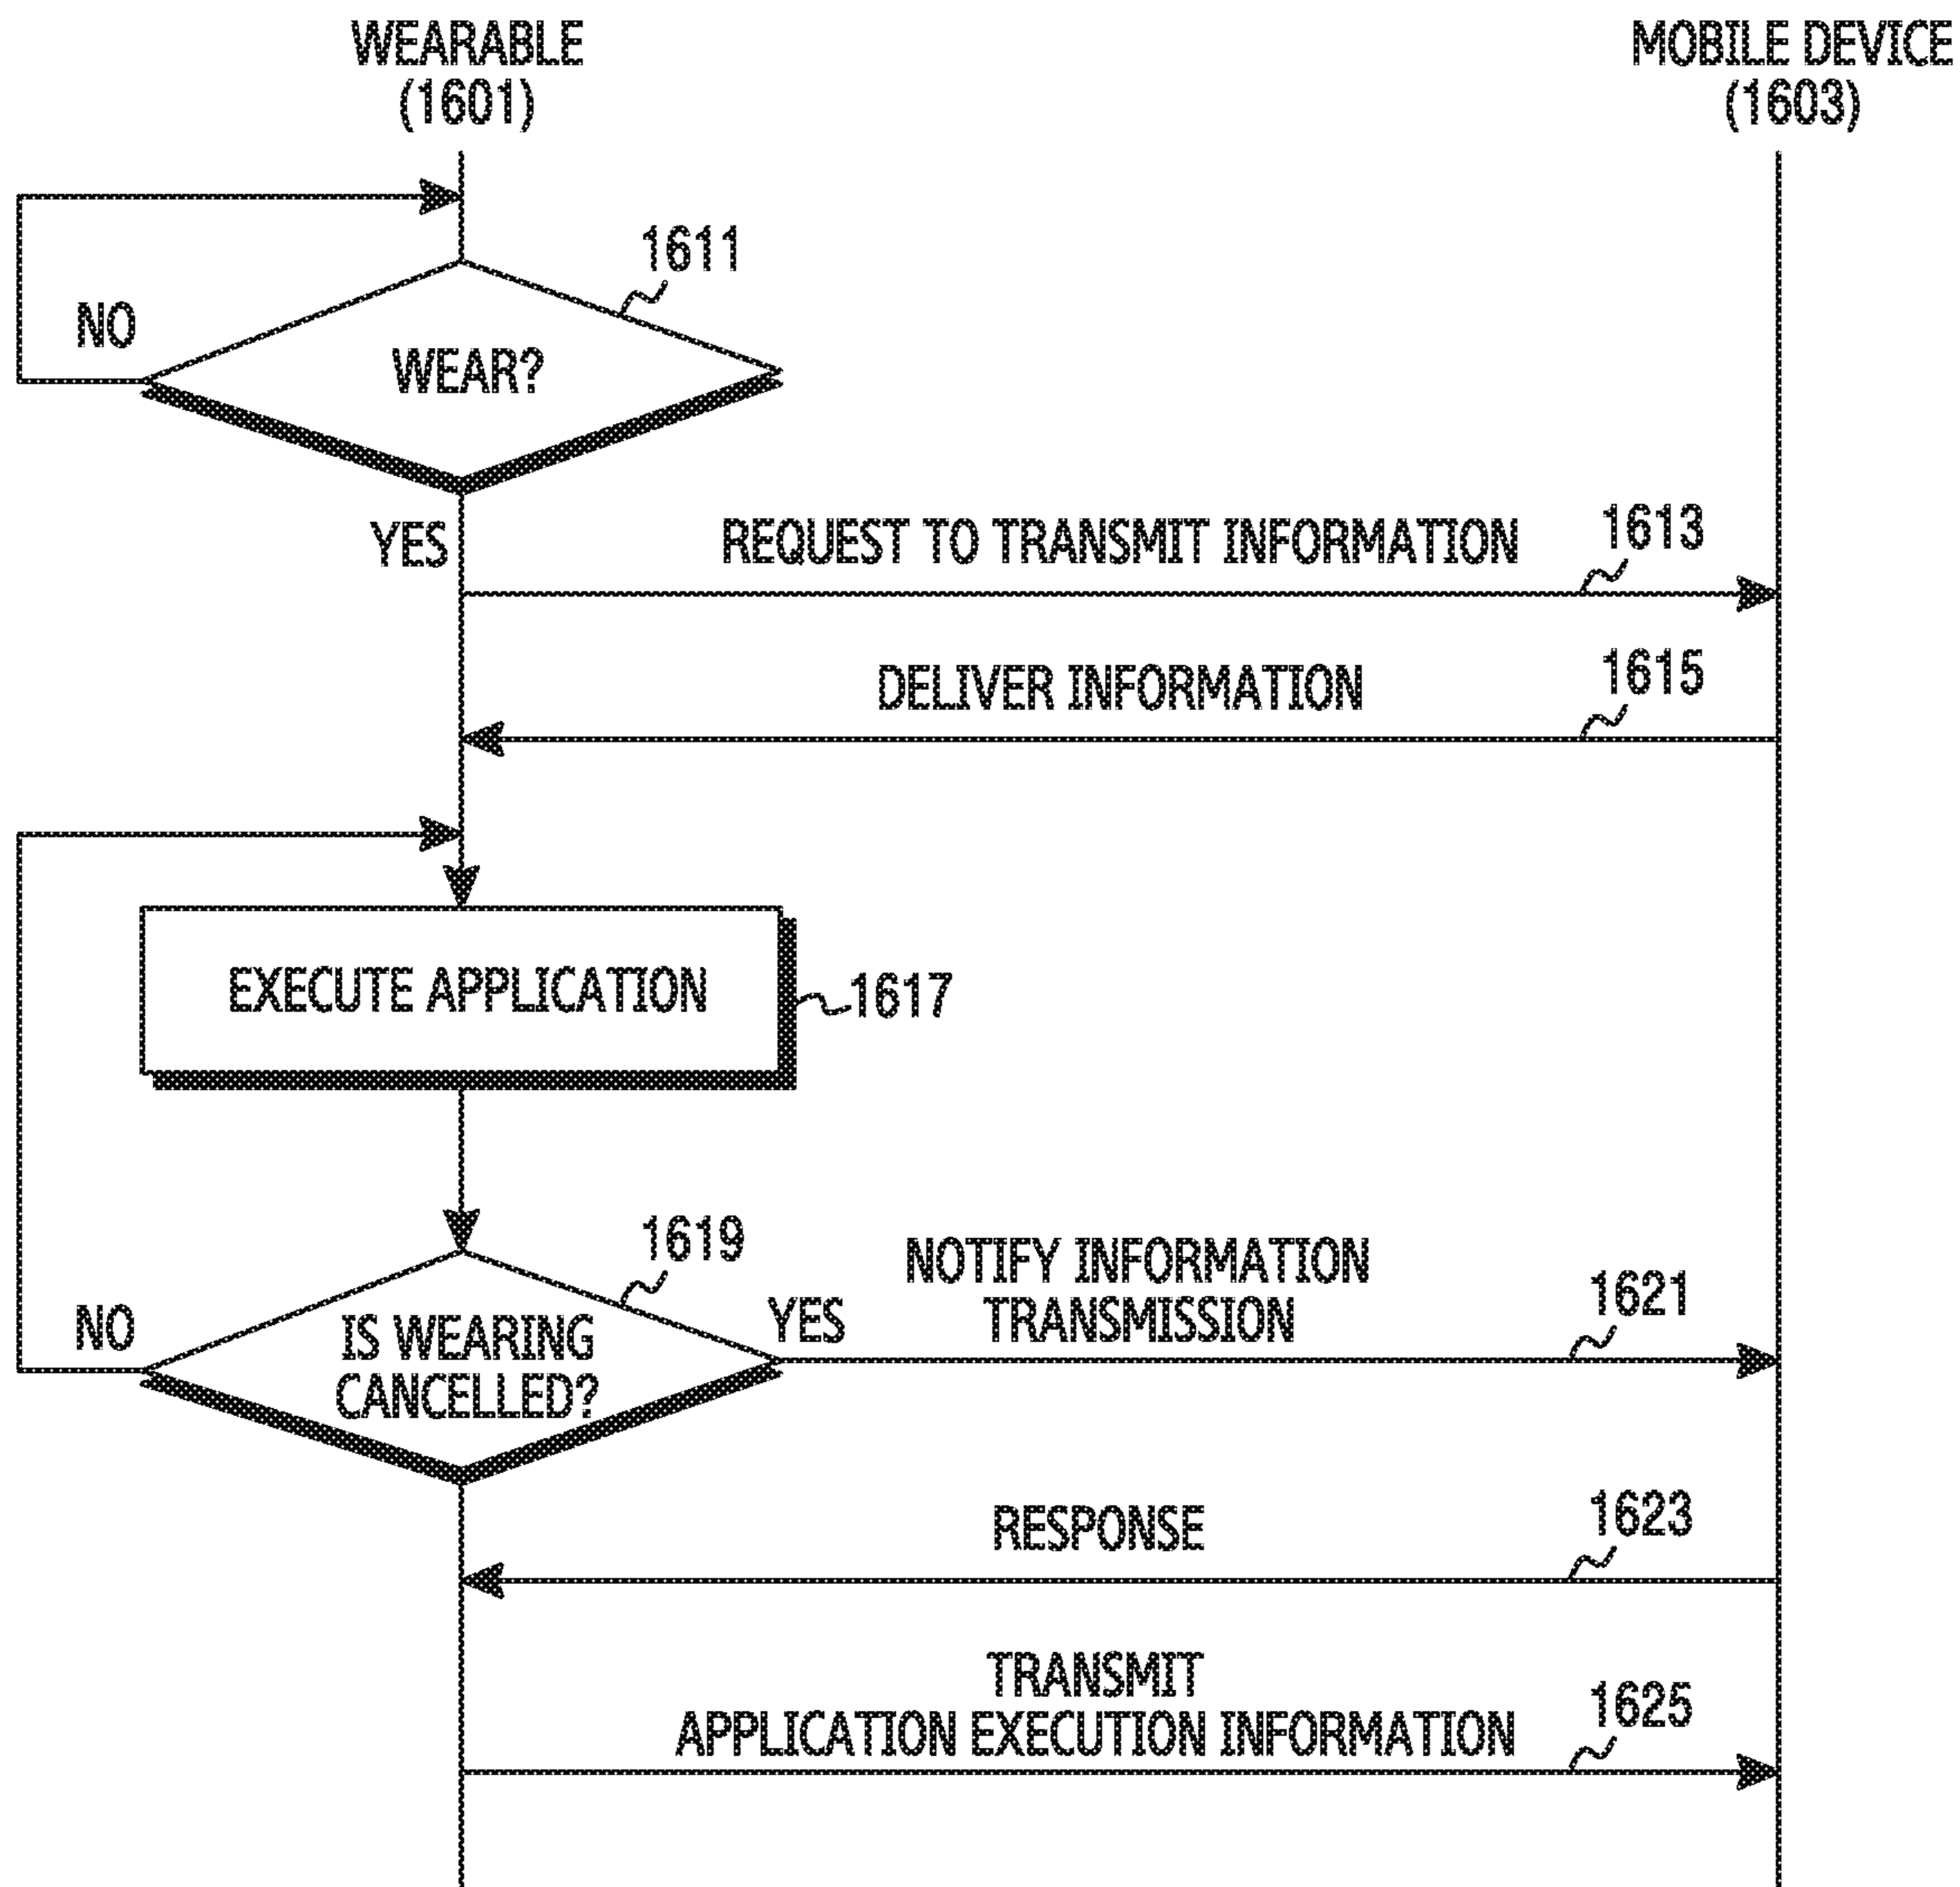 WEARABLE
(1601)
MOBILE DEVICE
(1603)
1611
NO
WEAR?
YES
REQUEST TO TRANSMIT INFORMATION
1613
DELIVER INFORMATION
1615
EXECUTE APPLICATION
1617
1619
NO
IS WEARING
CANCELLED?
YES
NOTIFY INFORMATION
TRANSMISSION
1621
RESPONSE
1623
TRANSMIT
APPLICATION EXECUTION INFORMATION
1625